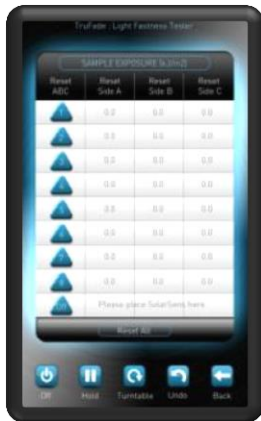 TruFade : Light Fastness Tester
SAMPLE EXPOSURE (kJ/m2)
Reset ABC Reset Side A Reset Side B Reset Side C
1 0.0 0.0 0.0
2 0.0 0.0 0.0
3 0.0 0.0 0.0
4 0.0 0.0 0.0
5 0.0 0.0 0.0
6 0.0 0.0 0.0
7 0.0 0.0 0.0
8 0.0 0.0 0.0
Please place SolarSens here
Reset All
Off Hold Turntable Undo Back